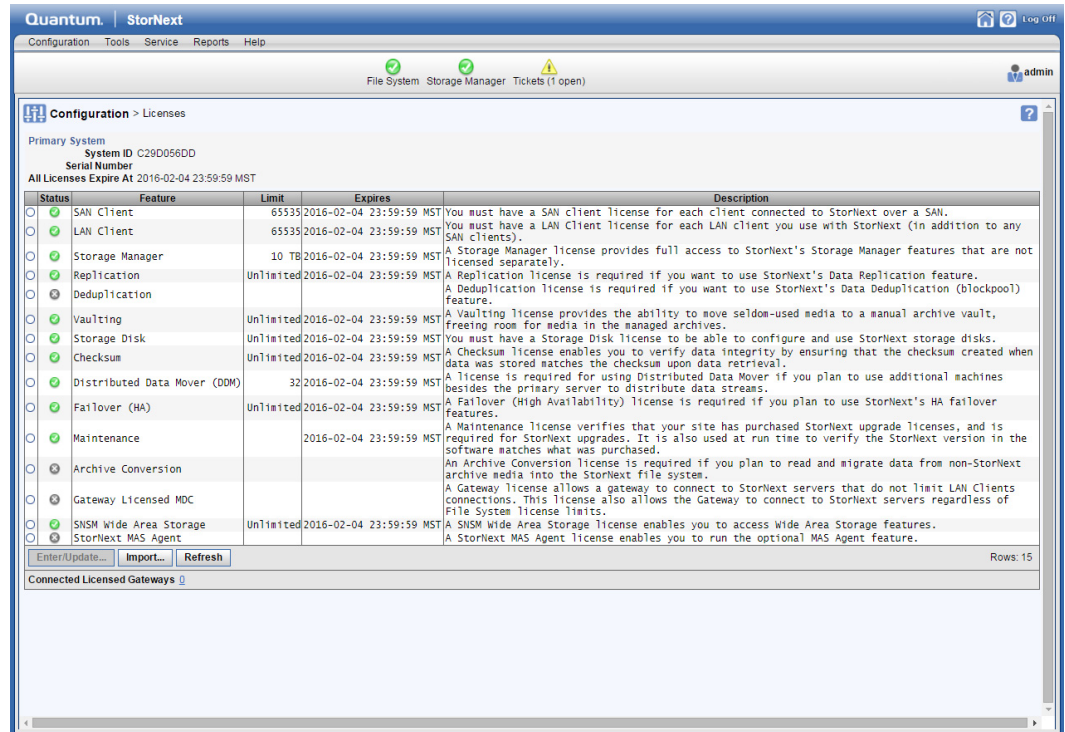 Quantum. | StorNext
Log Off
Configuration Tools Service Reports Help
File System Storage Manager Tickets (1 open)
admin
Configuration > Licenses
Primary System
System ID C29D056DD
Serial Number
All Licenses Expire At 2016-02-04 23:59:59 MST
Status Feature Limit Expires Description
SAN Client 65535 2016-02-04 23:59:59 MST You must have a SAN client license for each client connected to StorNext over a SAN.
LAN Client 65535 2016-02-04 23:59:59 MST You must have a LAN Client license for each LAN client you use with StorNext (in addition to any
SAN clients).
Storage Manager 10 TB 2016-02-04 23:59:59 MST A Storage Manager license provides full access to StorNext's Storage Manager features that are not
licensed separately.
Replication Unlimited 2016-02-04 23:59:59 MST A Replication license is required if you want to use StorNext's Data Replication feature.
Deduplication A Deduplication license is required if you want to use StorNext's Data Deduplication (blockpool)
feature.
Vaulting Unlimited 2016-02-04 23:59:59 MST A Vaulting license provides the ability to move seldom-used media to a manual archive vault,
freeing room for media in the managed archives.
Storage Disk Unlimited 2016-02-04 23:59:59 MST You must have a Storage Disk license to be able to configure and use StorNext storage disks.
Checksum Unlimited 2016-02-04 23:59:59 MST A Checksum license enables you to verify data integrity by ensuring that the checksum created when
data was stored matches the checksum upon data retrieval.
Distributed Data Mover (DDM) 32 2016-02-04 23:59:59 MST A license is required for using Distributed Data Mover if you plan to use additional machines
besides the primary server to distribute data streams.
Failover (HA) Unlimited 2016-02-04 23:59:59 MST A Failover (High Availability) license is required if you plan to use StorNext's HA failover
features.
Maintenance 2016-02-04 23:59:59 MST A Maintenance license verifies that your site has purchased StorNext upgrade licenses, and is
required for StorNext upgrades. It is also used at run time to verify the StorNext version in the
software matches what was purchased.
Archive Conversion An Archive Conversion license is required if you plan to read and migrate data from non-StorNext
archive media into the StorNext file system.
Gateway Licensed MDC A Gateway license allows a gateway to connect to StorNext servers that do not limit LAN Clients
connections. This license also allows the Gateway to connect to StorNext servers regardless of
File System license limits.
SNSM Wide Area Storage Unlimited 2016-02-04 23:59:59 MST A SNSM Wide Area Storage license enables you to access Wide Area Storage features.
StorNext MAS Agent A StorNext MAS Agent license enables you to run the optional MAS Agent feature.
Enter/Update... Import... Refresh Rows: 15
Connected Licensed Gateways 0